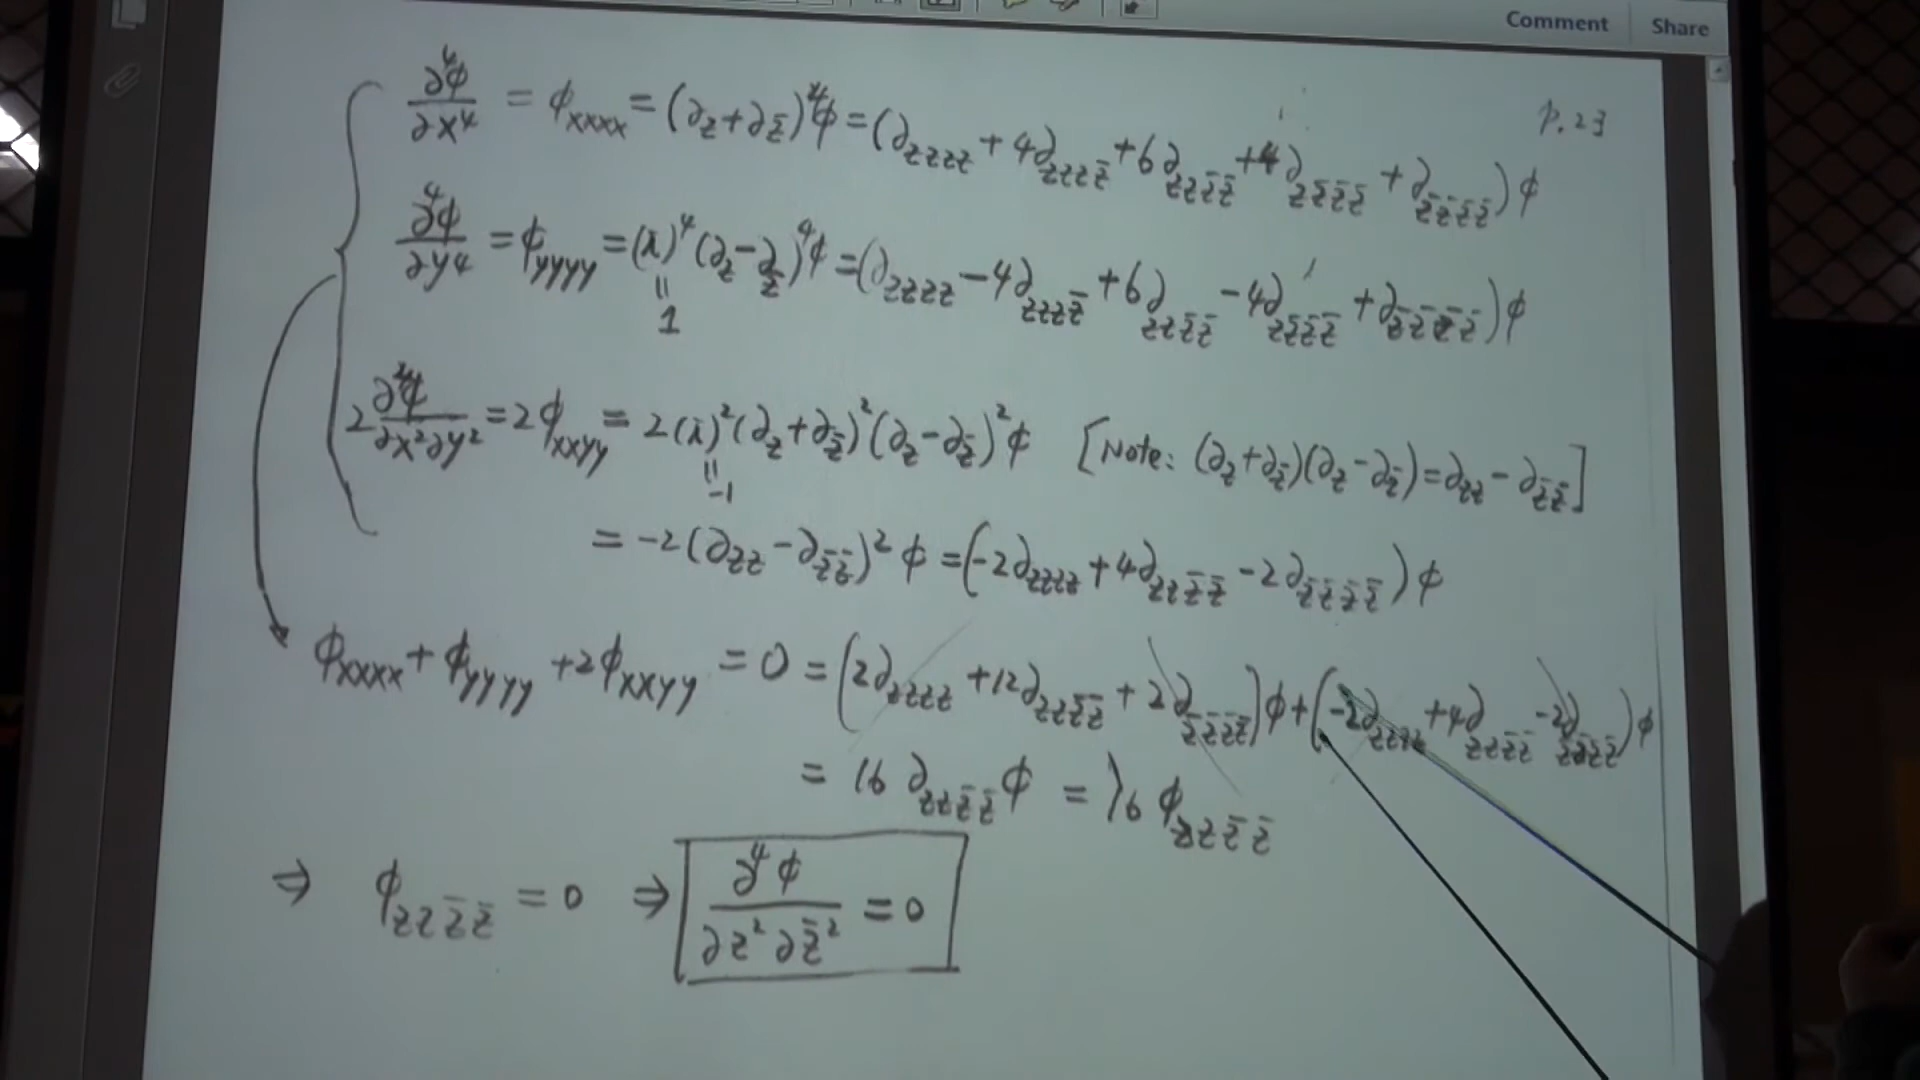 Comment Share
p.23
∂⁴φ/∂x⁴ = φ_xxxx = (∂_z+∂_z̄)⁴φ = (∂_zzzz + 4∂_zzzz̄ + 6∂_zzz̄z̄ + 4∂_zz̄z̄z̄ + ∂_z̄z̄z̄z̄)φ
∂⁴φ/∂y⁴ = φ_yyyy = (i)⁴(∂_z-∂_z̄)⁴φ = (∂_zzzz - 4∂_zzzz̄ + 6∂_zzz̄z̄ - 4∂_zz̄z̄z̄ + ∂_z̄z̄z̄z̄)φ
" 1
2 ∂⁴φ/∂x²∂y² = 2φ_xxyy = 2(i)²(∂_z+∂_z̄)²(∂_z-∂_z̄)²φ [Note: (∂_z+∂_z̄)(∂_z-∂_z̄)=∂_zz-∂_z̄z̄]
" -1
= -2(∂_zz-∂_z̄z̄)²φ = (-2∂_zzzz + 4∂_zzz̄z̄ - 2∂_z̄z̄z̄z̄)φ
φ_xxxx + φ_yyyy + 2φ_xxyy = 0 = (2∂_zzzz + 12∂_zzz̄z̄ + 2∂_z̄z̄z̄z̄)φ + (-2∂_zzzz + 4∂_zzz̄z̄ - 2∂_z̄z̄z̄z̄)φ
= 16 ∂_zzz̄z̄ φ = 16 φ_zzz̄z̄
⇒ φ_zzz̄z̄ = 0 ⇒ ∂⁴φ/∂z²∂z̄² = 0